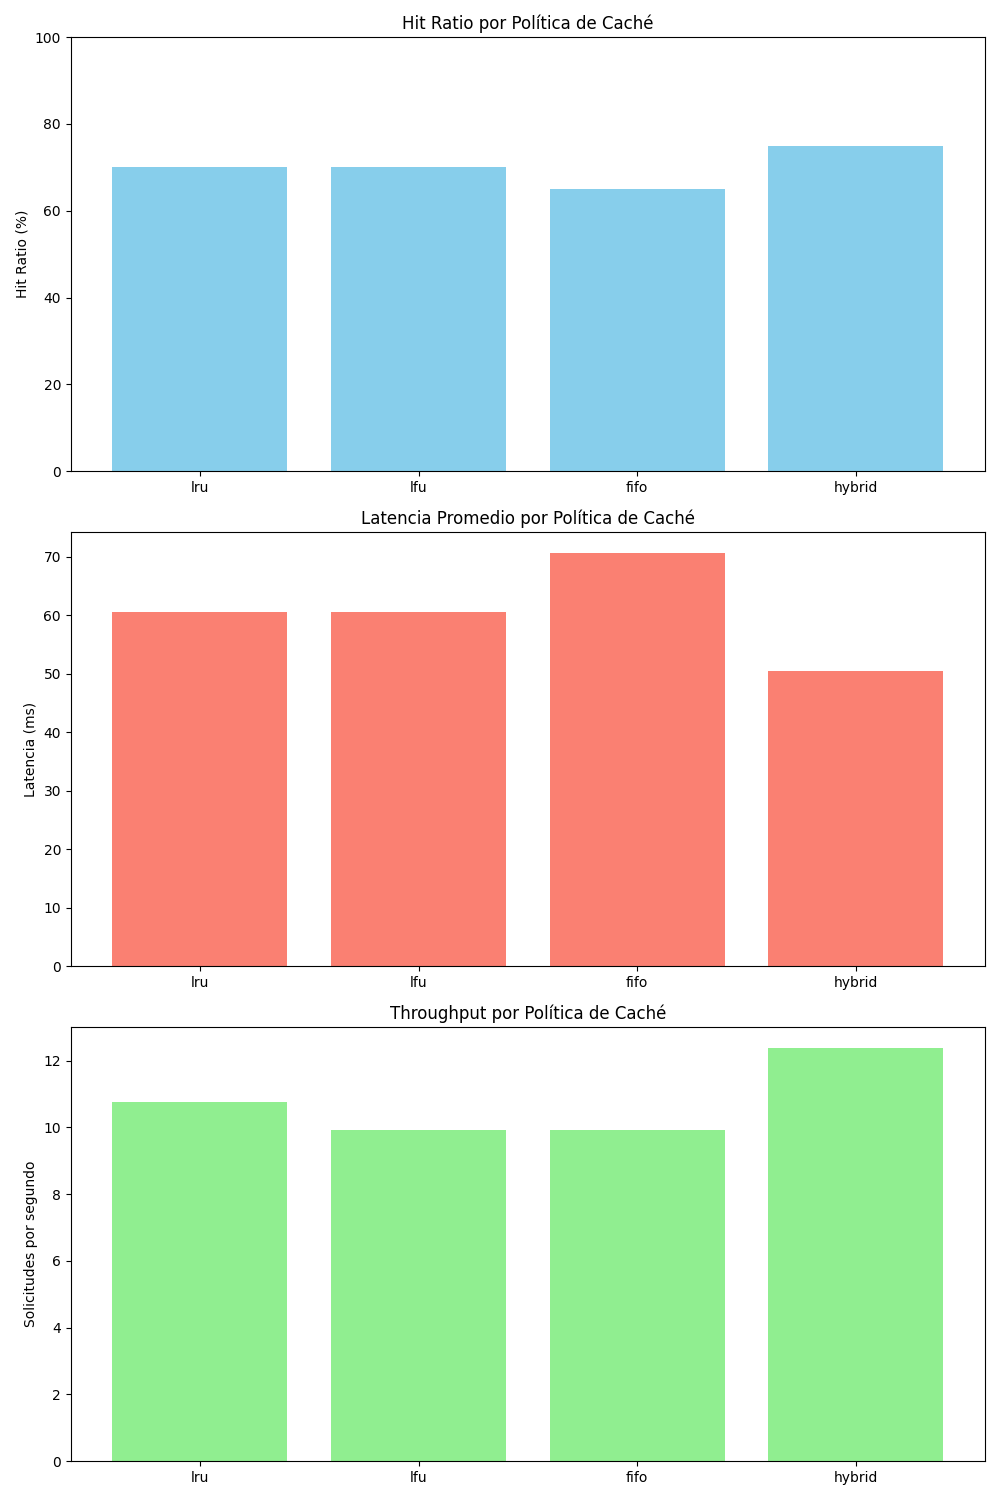 Hit Ratio por Política de Caché
100
80
60
40
20
0
Hit Ratio (%)
lru
lfu
fifo
hybrid
Latencia Promedio por Política de Caché
70
60
50
40
30
20
10
0
Latencia (ms)
lru
lfu
fifo
hybrid
Throughput por Política de Caché
12
10
8
6
4
2
0
Solicitudes por segundo
lru
lfu
fifo
hybrid